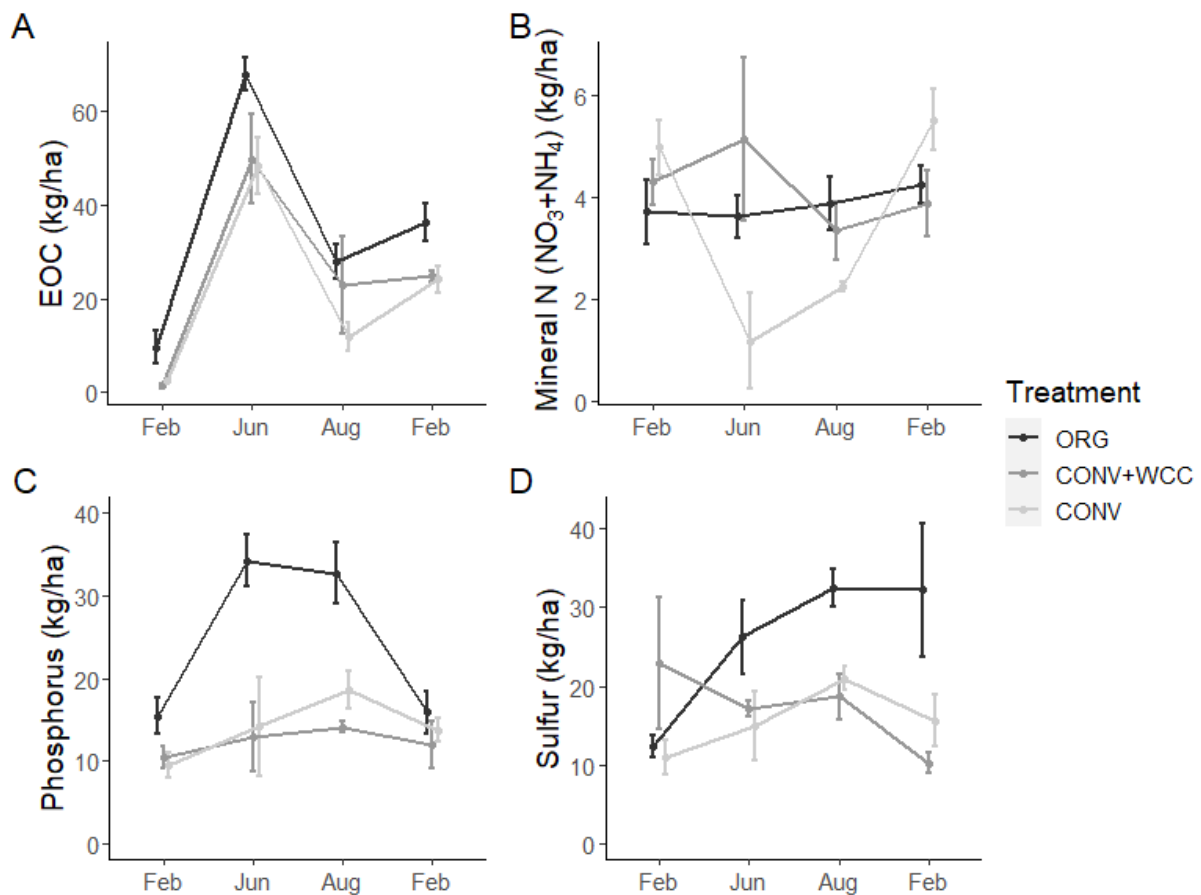 A
EOC (kg/ha)
60
40
20
0
Feb Jun Aug Feb
B
Mineral N (NO₃+NH₄) (kg/ha)
6
4
2
0
Feb Jun Aug Feb
C
Phosphorus (kg/ha)
40
30
20
10
0
Feb Jun Aug Feb
D
Sulfur (kg/ha)
40
30
20
10
0
Feb Jun Aug Feb
Treatment
ORG
CONV+WCC
CONV